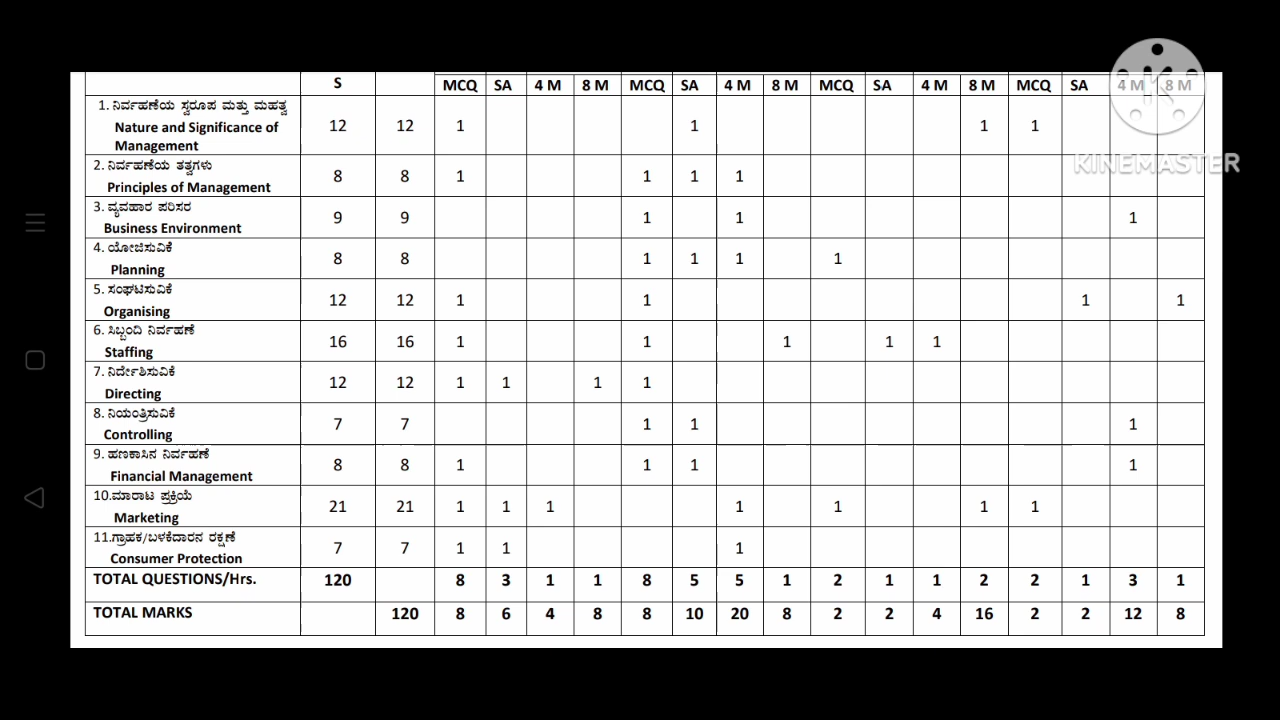 S MCQ SA 4 M 8 M MCQ SA 4 M 8 M MCQ SA 4 M 8 M MCQ SA 4 M 8 M
1. ನಿರ್ವಹಣೆಯ ಸ್ವರೂಪ ಮತ್ತು ಮಹತ್ವ
Nature and Significance of
Management
12 12 1 1 1 1
2. ನಿರ್ವಹಣೆಯ ತತ್ವಗಳು
Principles of Management
8 8 1 1 1 1
3. ವ್ಯವಹಾರ ಪರಿಸರ
Business Environment
9 9 1 1 1
4. ಯೋಜಿಸುವಿಕೆ
Planning
8 8 1 1 1 1
5. ಸಂಘಟಿಸುವಿಕೆ
Organising
12 12 1 1 1 1
6. ಸಿಬ್ಬಂದಿ ನಿರ್ವಹಣೆ
Staffing
16 16 1 1 1 1 1
7. ನಿರ್ದೇಶಿಸುವಿಕೆ
Directing
12 12 1 1 1 1
8. ನಿಯಂತ್ರಿಸುವಿಕೆ
Controlling
7 7 1 1 1
9. ಹಣಕಾಸಿನ ನಿರ್ವಹಣೆ
Financial Management
8 8 1 1 1 1
10.ಮಾರಾಟ ಪ್ರಕ್ರಿಯೆ
Marketing
21 21 1 1 1 1 1 1 1
11.ಗ್ರಾಹಕ/ಬಳಕೆದಾರನ ರಕ್ಷಣೆ
Consumer Protection
7 7 1 1 1
TOTAL QUESTIONS/Hrs. 120 8 3 1 1 8 5 5 1 2 1 1 2 2 1 3 1
TOTAL MARKS 120 8 6 4 8 8 10 20 8 2 2 4 16 2 2 12 8
KINEMASTER